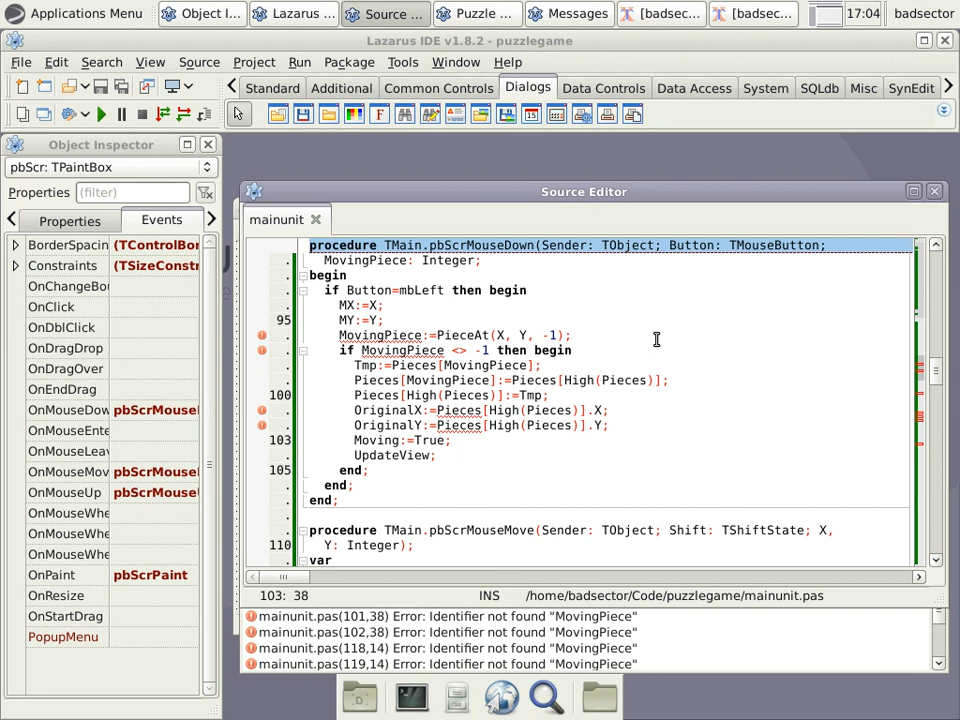 Applications Menu
Object I...
Lazarus ...
Source ...
Puzzle ...
Messages
[badsec...
[badsec...
17:04
badsector
Lazarus IDE v1.8.2 - puzzlegame
File Edit Search View Source Project Run Package Tools Window Help
Standard Additional Common Controls Dialogs Data Controls Data Access System SQLdb Misc SynEdit
Object Inspector
pbScr: TPaintBox
Properties (filter)
Properties Events
BorderSpacin (TControlBor
Constraints (TSizeConstr
OnChangeBou
OnClick
OnDblClick
OnDragDrop
OnDragOver
OnEndDrag
OnMouseDow pbScrMouse
OnMouseEnte
OnMouseLeav
OnMouseMov pbScrMouse
OnMouseUp pbScrMouse
OnMouseWhe
OnMouseWhe
OnMouseWhe
OnPaint pbScrPaint
OnResize
OnStartDrag
PopupMenu
Source Editor
mainunit
procedure TMain.pbScrMouseDown(Sender: TObject; Button: TMouseButton;
. MovingPiece: Integer;
. begin
. if Button=mbLeft then begin
. MX:=X;
95 MY:=Y;
. MovingPiece:=PieceAt(X, Y, -1);
. if MovingPiece <> -1 then begin
. Tmp:=Pieces[MovingPiece];
. Pieces[MovingPiece]:=Pieces[High(Pieces)];
100 Pieces[High(Pieces)]:=Tmp;
. OriginalX:=Pieces[High(Pieces)].X;
. OriginalY:=Pieces[High(Pieces)].Y;
103 Moving:=True;
. UpdateView;
105 end;
. end;
. end;
.
. procedure TMain.pbScrMouseMove(Sender: TObject; Shift: TShiftState; X,
110 Y: Integer);
. var
103: 38 INS /home/badsector/Code/puzzlegame/mainunit.pas
mainunit.pas(101,38) Error: Identifier not found "MovingPiece"
mainunit.pas(102,38) Error: Identifier not found "MovingPiece"
mainunit.pas(118,14) Error: Identifier not found "MovingPiece"
mainunit.pas(119,14) Error: Identifier not found "MovingPiece"